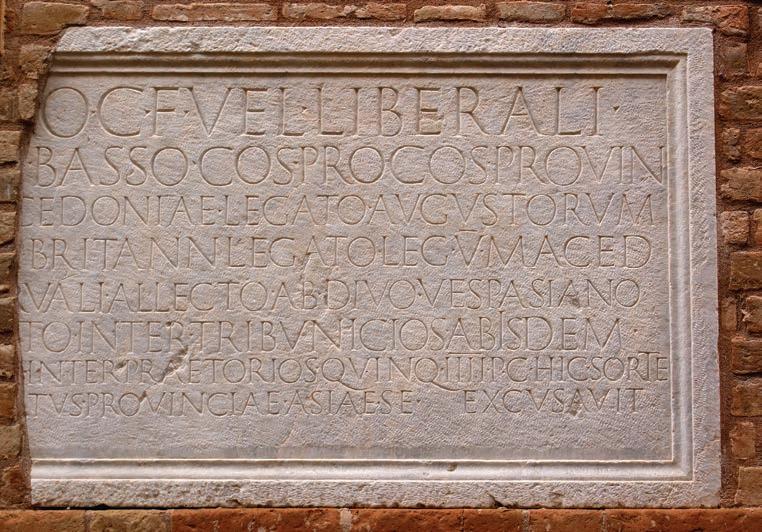 O·C·F·VEL·LIBERALI·
BASSO·COS·PROCOS·PROVIN
EDONIAE·LEGATO·AVGVSTORVM
BRITANN·LEGATO·LEG·V̅·MACED
VALI·ALLECTO·AB·DIVO·VESPASIANO
TO·INTER·TRIBVNICIOS·AB·ISDEM
INTER·PRAETORIOS·QVINQ·I̅I̅I̅I̅·P·C·HIC·SORTE
TVS·PROVINCIAE·ASIAE·SE· EXCVSAVIT